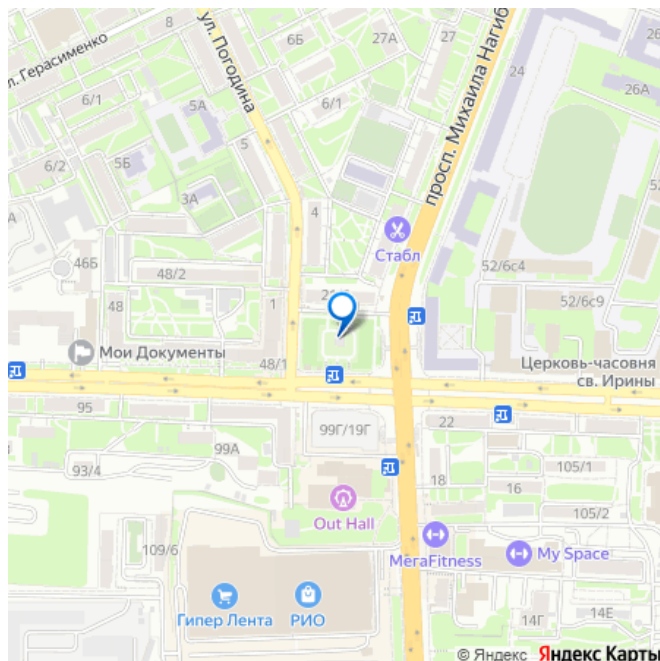 8
ул. Погодина
6Б
27А
27
24
26А
л. Герасименко
6/1
5А
6/1
просп. Михаила Нагиб
5
5Б
6/2
3А
4
А
Стабл
46Б
48/2
52/6с4
52/6с9
48
1
Мои Документы
48/1
Церковь-часовня
св. Ирины
95
99Г/19Г
22
99А
93/4
18
16
105/1
105/2
Out Hall
109/6
МегаFitness
My Space
Гипер Лента
РИО
14Г
14Е
© Яндекс
Яндекс Карты